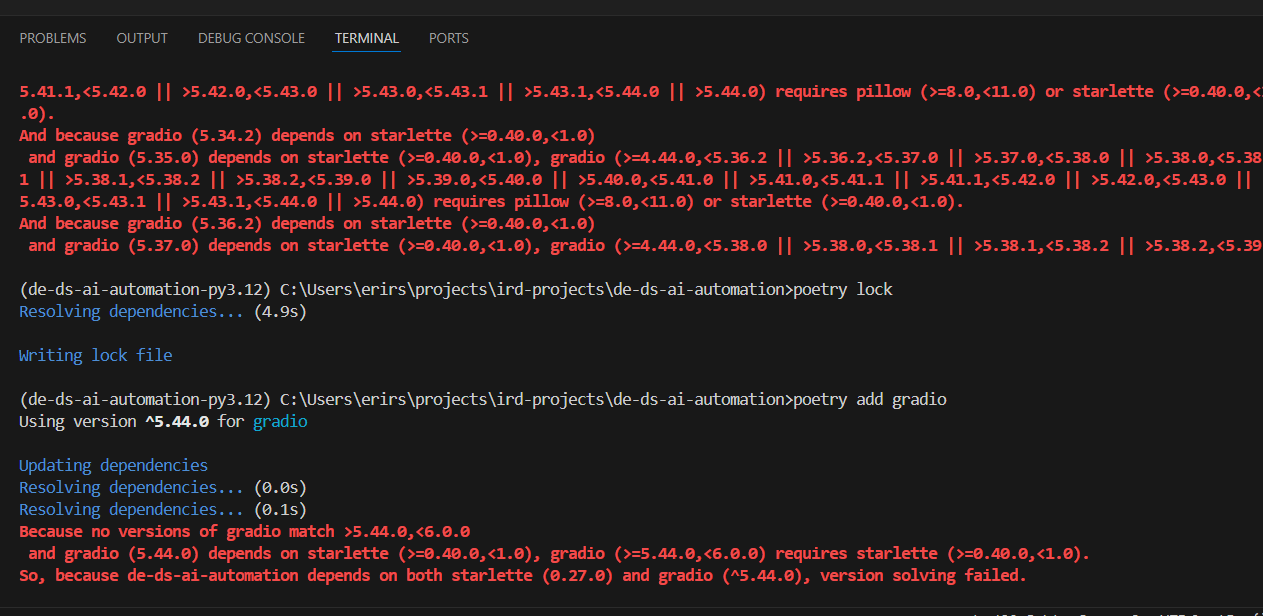 PROBLEMS OUTPUT DEBUG CONSOLE TERMINAL PORTS
5.41.1,<5.42.0 || >5.42.0,<5.43.0 || >5.43.0,<5.43.1 || >5.43.1,<5.44.0 || >5.44.0) requires pillow (>=8.0,<11.0) or starlette (>=0.40.0,<
.0).
And because gradio (5.34.2) depends on starlette (>=0.40.0,<1.0)
and gradio (5.35.0) depends on starlette (>=0.40.0,<1.0), gradio (>=4.44.0,<5.36.2 || >5.36.2,<5.37.0 || >5.37.0,<5.38.0 || >5.38.0,<5.38
1 || >5.38.1,<5.38.2 || >5.38.2,<5.39.0 || >5.39.0,<5.40.0 || >5.40.0,<5.41.0 || >5.41.0,<5.41.1 || >5.41.1,<5.42.0 || >5.42.0,<5.43.0 ||
5.43.0,<5.43.1 || >5.43.1,<5.44.0 || >5.44.0) requires pillow (>=8.0,<11.0) or starlette (>=0.40.0,<1.0).
And because gradio (5.36.2) depends on starlette (>=0.40.0,<1.0)
and gradio (5.37.0) depends on starlette (>=0.40.0,<1.0), gradio (>=4.44.0,<5.38.0 || >5.38.0,<5.38.1 || >5.38.1,<5.38.2 || >5.38.2,<5.39
(de-ds-ai-automation-py3.12) C:\Users\erirs\projects\ird-projects\de-ds-ai-automation>poetry lock
Resolving dependencies... (4.9s)
Writing lock file
(de-ds-ai-automation-py3.12) C:\Users\erirs\projects\ird-projects\de-ds-ai-automation>poetry add gradio
Using version ^5.44.0 for gradio
Updating dependencies
Resolving dependencies... (0.0s)
Resolving dependencies... (0.1s)
Because no versions of gradio match >5.44.0,<6.0.0
and gradio (5.44.0) depends on starlette (>=0.40.0,<1.0), gradio (>=5.44.0,<6.0.0) requires starlette (>=0.40.0,<1.0).
So, because de-ds-ai-automation depends on both starlette (0.27.0) and gradio (^5.44.0), version solving failed.